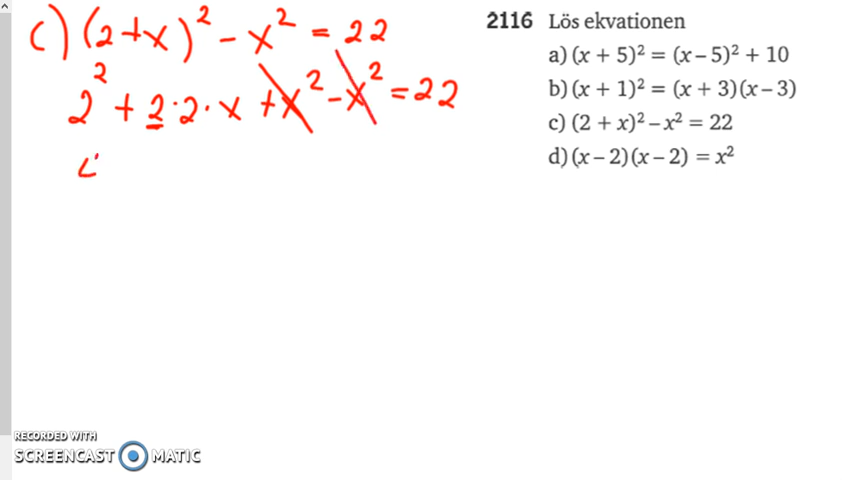 c) (2+x)² - x² = 22
2² + 2·2·x + x² - x² = 22
4
2116 Lös ekvationen
a) (x + 5)² = (x – 5)² + 10
b) (x + 1)² = (x + 3)(x – 3)
c) (2 + x)² – x² = 22
d) (x – 2)(x – 2) = x²
RECORDED WITH
SCREENCAST MATIC